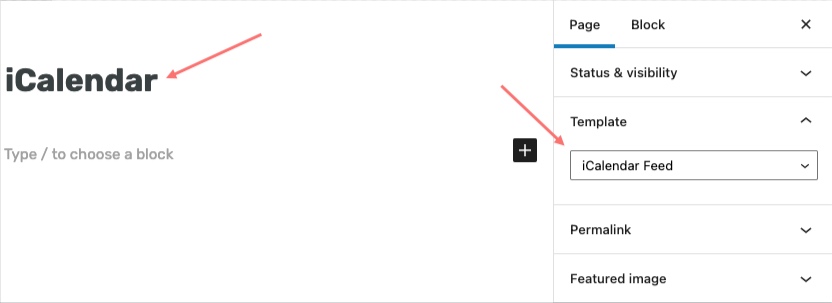 iCalendar
Type / to choose a block
Page Block
Status & visibility
Template
iCalendar Feed
Permalink
Featured image